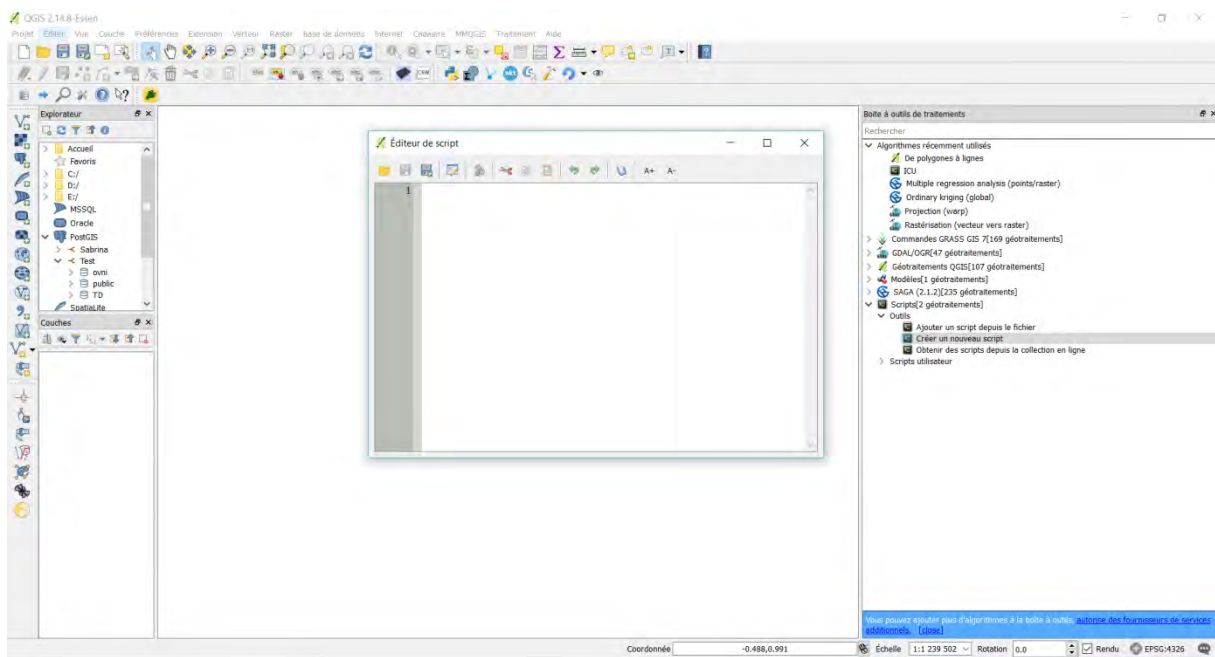 QGIS 2.14.8-Essen
Projet Éditer Vue Couche Préférences Extension Vecteur Raster Base de données Internet Cadastre MMQGIS Traitement Aide
CSW
Explorateur
Accueil
Favoris
C:/
D:/
E:/
MSSQL
Oracle
PostGIS
Sabrina
Test
ovni
public
TD
SpatiaLite
Couches
Éditeur de script
A+ A-
1
Boîte à outils de traitements
Rechercher
Algorithmes récemment utilisés
De polygones à lignes
ICU
Multiple regression analysis (points/raster)
Ordinary kriging (global)
Projection (warp)
Rastérisation (vecteur vers raster)
Commandes GRASS GIS 7[169 géotraitements]
GDAL/OGR[47 géotraitements]
Géotraitements QGIS[107 géotraitements]
Modèles[1 géotraitements]
SAGA (2.1.2)[235 géotraitements]
Scripts[2 géotraitements]
Outils
Ajouter un script depuis le fichier
Créer un nouveau script
Obtenir des scripts depuis la collection en ligne
Scripts utilisateur
Vous pouvez ajouter plus d'algorithmes à la boîte à outils, autorise des fournisseurs de services
additionnels. [close]
Coordonnée -0.488,0.991 Échelle 1:1 239 502 Rotation 0.0 Rendu EPSG:4326